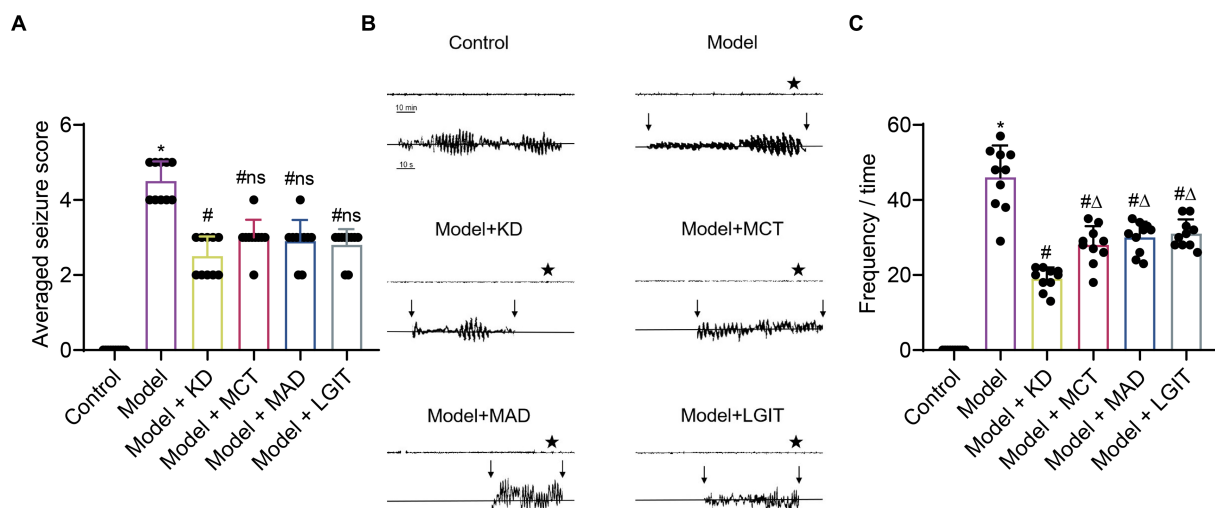 A
Averaged seizure score
6
4
2
0
*
#
#ns
#ns
#ns
Control
Model
Model + KD
Model + MCT
Model + MAD
Model + LGIT
B
Control
Model
★
10 min
10 s
Model+KD
Model+MCT
★
★
Model+MAD
Model+LGIT
★
★
C
Frequency / time
60
40
20
0
*
#
#Δ
#Δ
#Δ
Control
Model
Model + KD
Model + MCT
Model + MAD
Model + LGIT